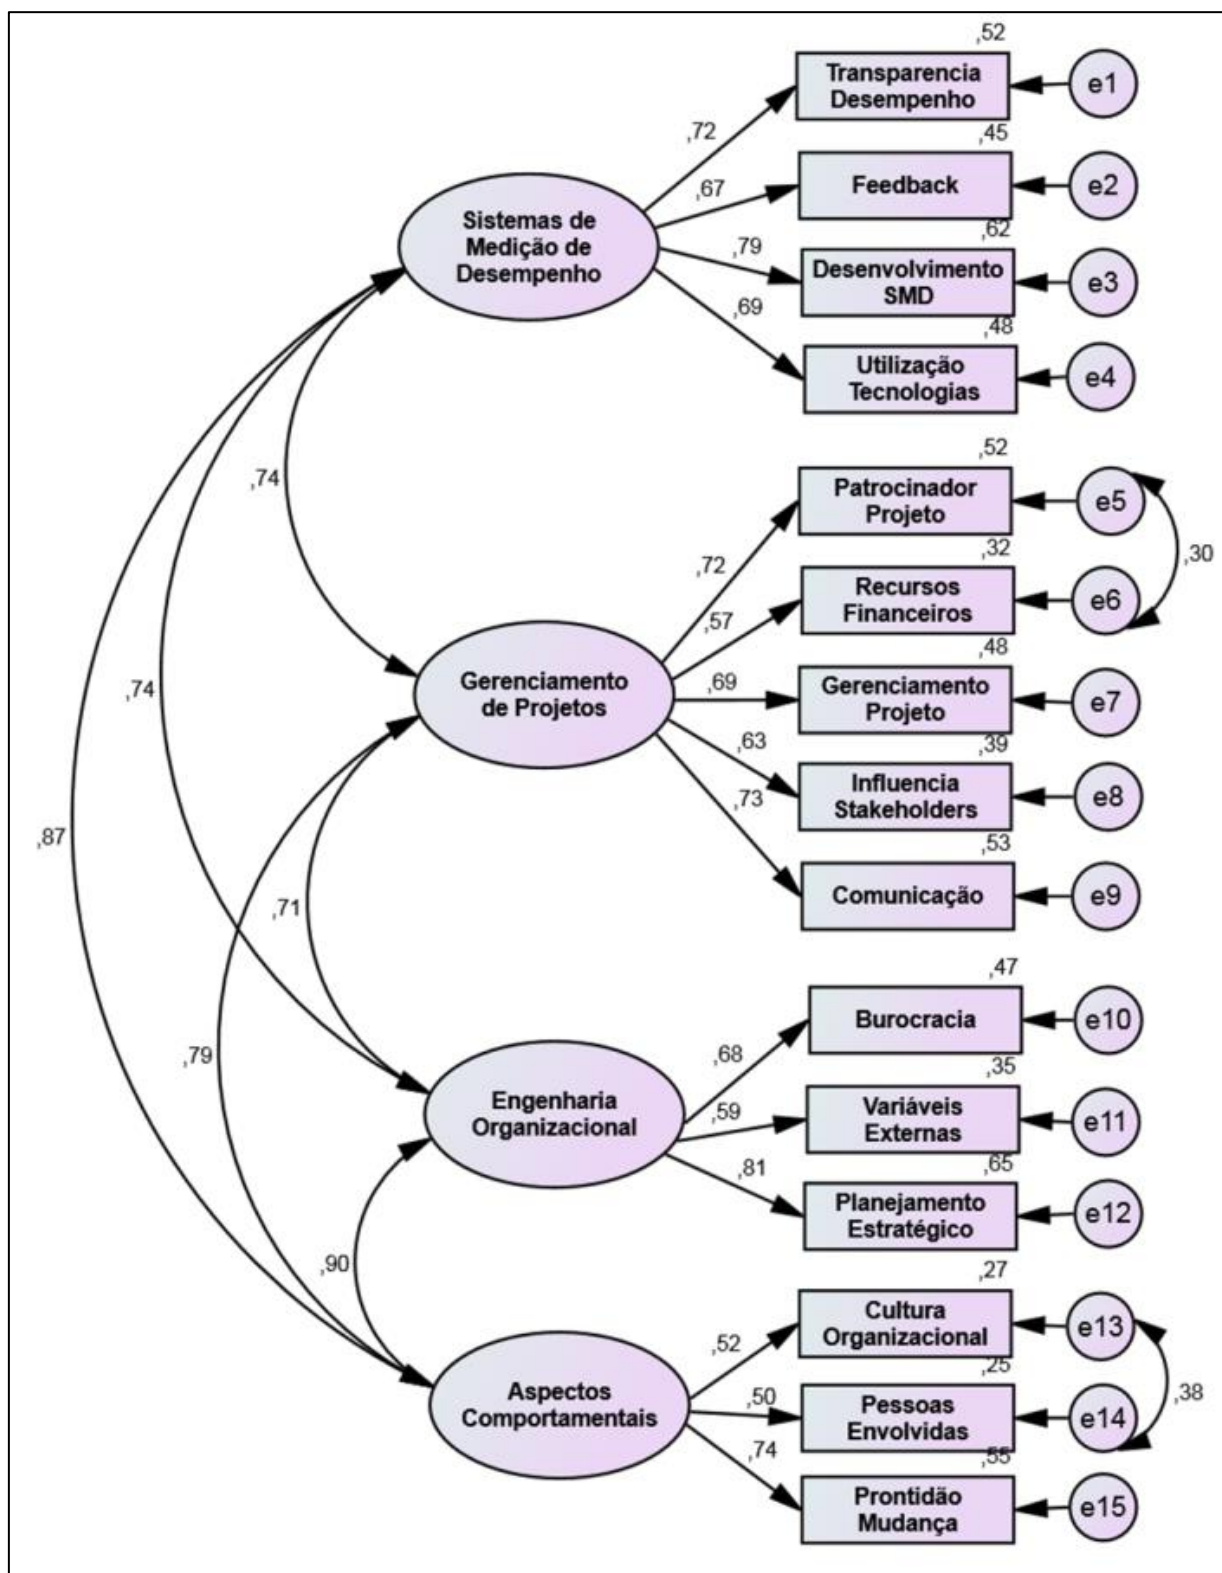 ,52
Transparencia
Desempenho
e1
,72
,45
Feedback
e2
,67
Sistemas de
Medição de
Desempenho
,62
,79
Desenvolvimento
SMD
e3
,69
,48
Utilização
Tecnologias
e4
,74
,52
Patrocinador
Projeto
e5
,30
,72
,32
Recursos
Financeiros
e6
,57
,74
Gerenciamento
de Projetos
,48
,69
Gerenciamento
Projeto
e7
,63
,39
Influencia
Stakeholders
e8
,73
,53
Comunicação
e9
,87
,71
,79
,47
Burocracia
e10
,68
Engenharia
Organizacional
,35
,59
Variáveis
Externas
e11
,81
,65
Planejamento
Estratégico
e12
,90
,27
Cultura
Organizacional
e13
,38
,52
Aspectos
Comportamentais
,25
,50
Pessoas
Envolvidas
e14
,74
,55
Prontidão
Mudança
e15